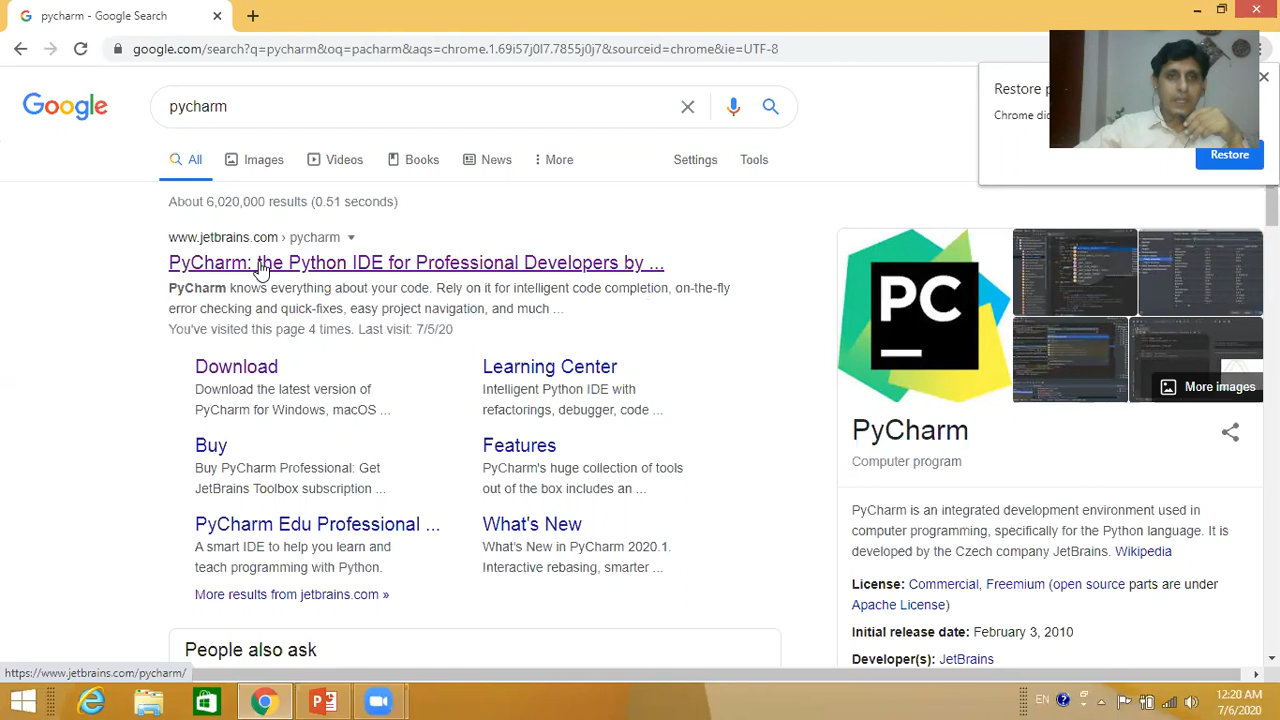 pycharm - Google Search
google.com/search?q=pycharm&oq=pacharm&aqs=chrome.1.69i57j0l7.7855j0j7&sourceid=chrome&ie=UTF-8
Restore
Chrome
Restore
Google
pycharm
All
Images
Videos
Books
News
More
Settings
Tools
About 6,020,000 results (0.51 seconds)
www.jetbrains.com › pycharm
PyCharm: the Python IDE for Professional Developers by ...
PyCharm knows everything about your code. Rely on it for intelligent code completion, on-the-fly
error checking and quick-fixes, easy project navigation, and much ...
You've visited this page 4 times. Last visit: 7/5/20
Download
Download the latest version of
PyCharm for Windows, macOS ...
Learning Center
Intelligent Python IDE with
refactorings, debugger, code ...
Buy
Buy PyCharm Professional: Get
JetBrains Toolbox subscription ...
Features
PyCharm's huge collection of tools
out of the box includes an ...
PyCharm Edu Professional ...
A smart IDE to help you learn and
teach programming with Python.
What's New
What's New in PyCharm 2020.1.
Interactive rebasing, smarter ...
More results from jetbrains.com »
People also ask
PC
More images
PyCharm
Computer program
PyCharm is an integrated development environment used in
computer programming, specifically for the Python language. It is
developed by the Czech company JetBrains. Wikipedia
License: Commercial, Freemium (open source parts are under
Apache License)
Initial release date: February 3, 2010
Developer(s): JetBrains
https://www.jetbrains.com/pycharm/
EN
12:20 AM
7/6/2020